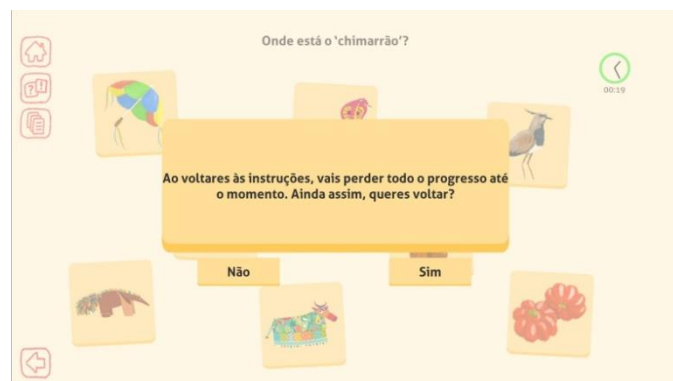 Onde está o 'chimarrão'?
00:19
Ao voltares às instruções, vais perder todo o progresso até
o momento. Ainda assim, queres voltar?
Não
Sim